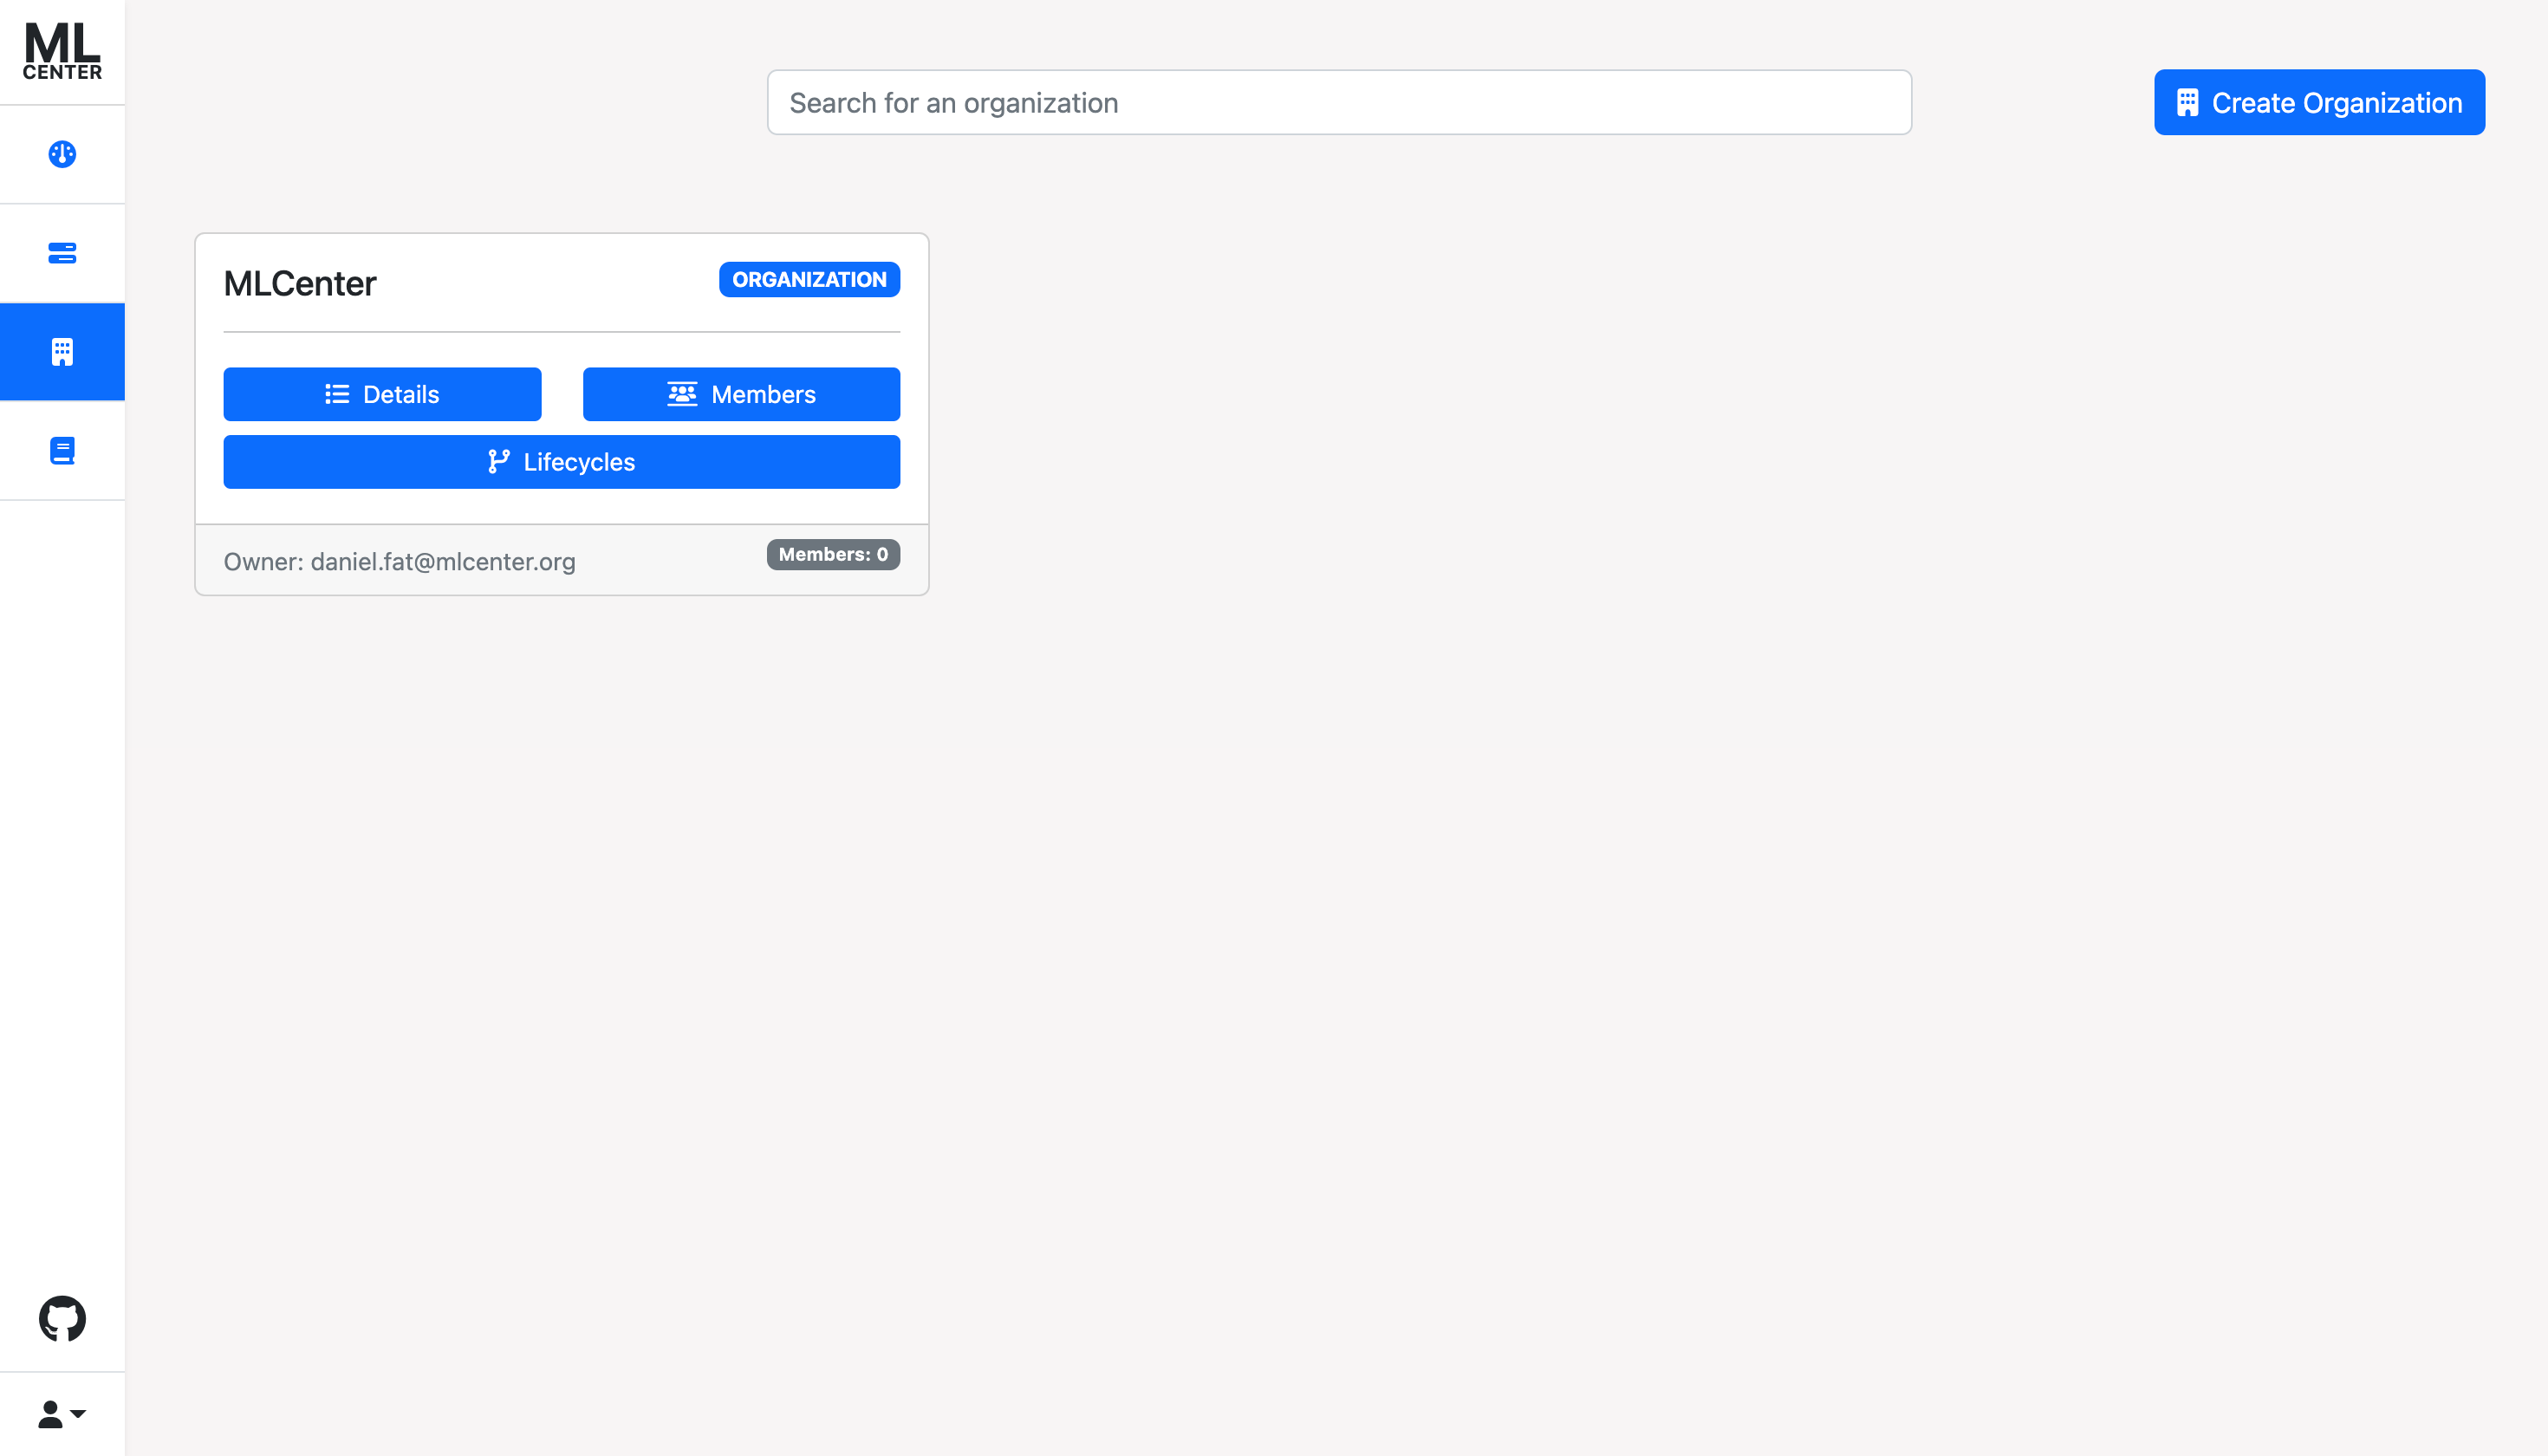 ML
CENTER
Search for an organization
Create Organization
MLCenter
ORGANIZATION
Details
Members
Lifecycles
Owner: daniel.fat@mlcenter.org
Members: 0